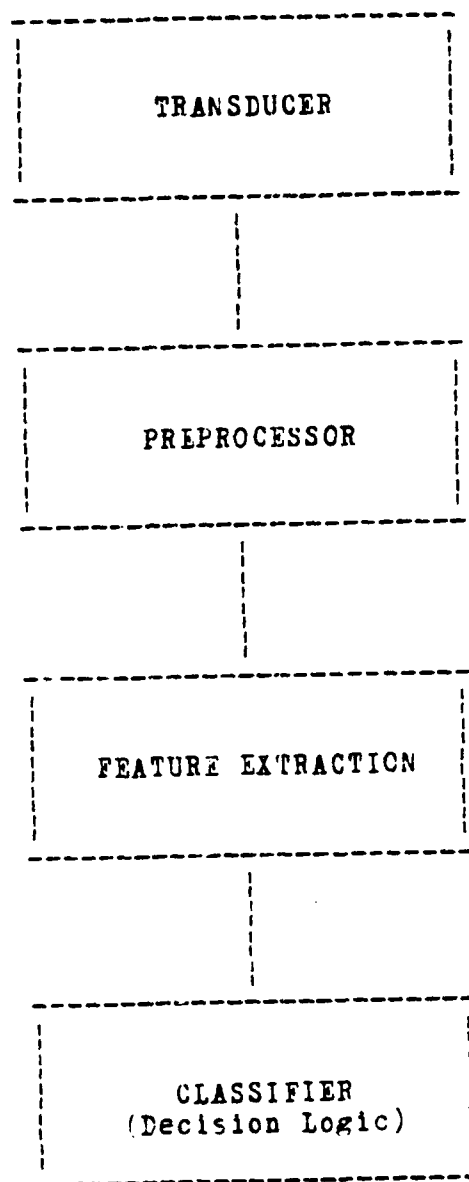 TRANSDUCER
PREPROCESSOR
FEATURE EXTRACTION
CLASSIFIER
(Decision Logic)